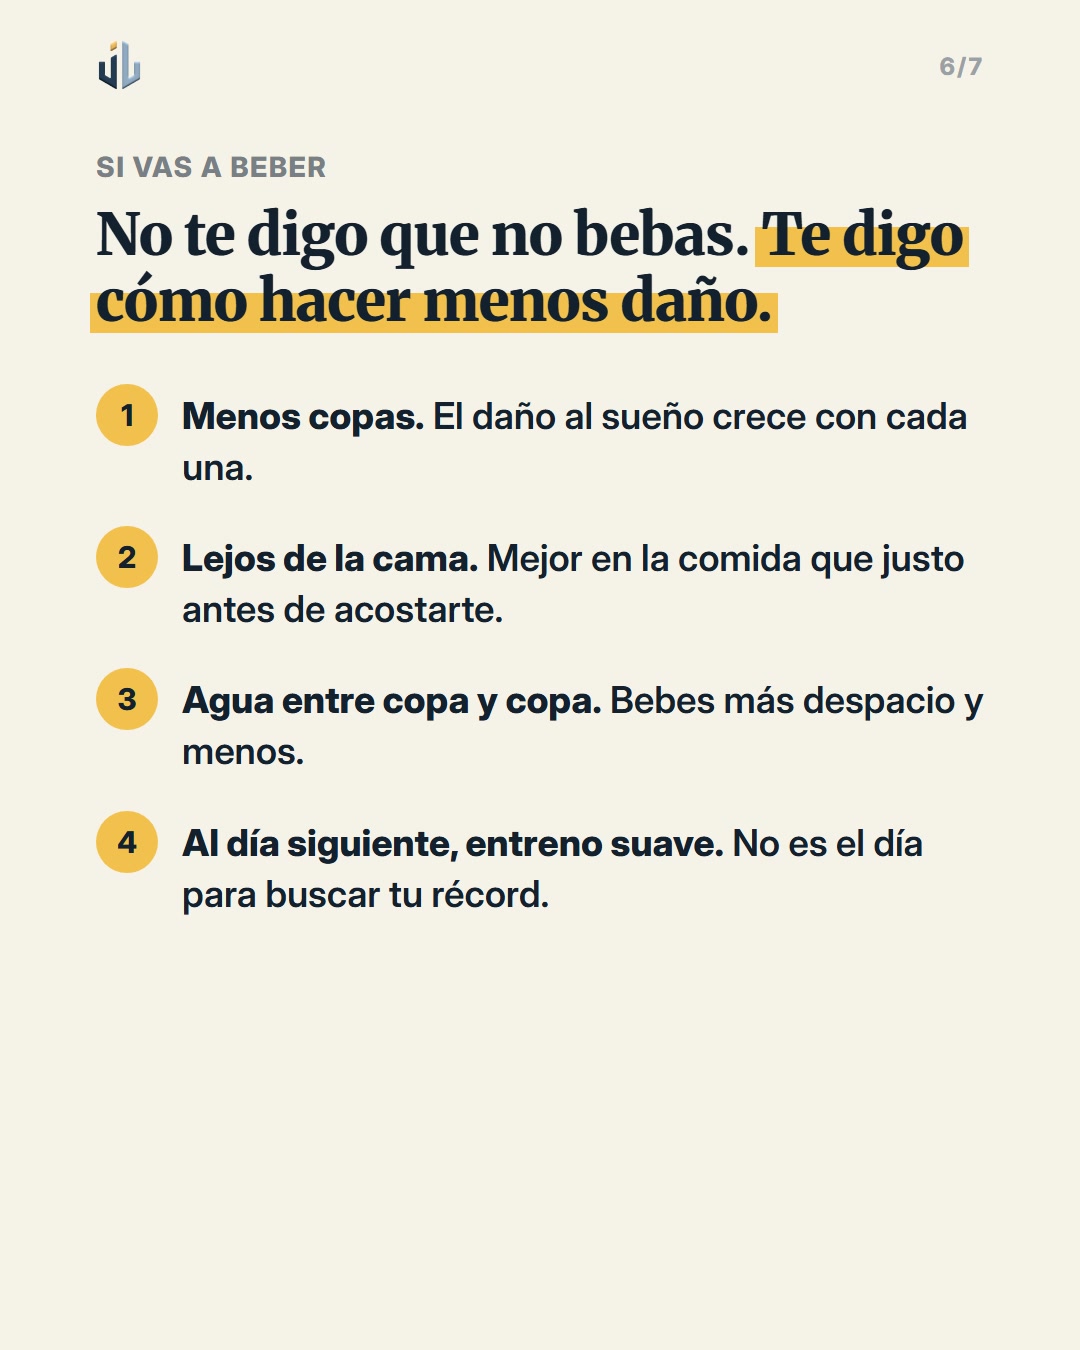 6/7
SI VAS A BEBER
No te digo que no bebas. Te digo
cómo hacer menos daño.
1 Menos copas. El daño al sueño crece con cada
una.
2 Lejos de la cama. Mejor en la comida que justo
antes de acostarte.
3 Agua entre copa y copa. Bebes más despacio y
menos.
4 Al día siguiente, entreno suave. No es el día
para buscar tu récord.